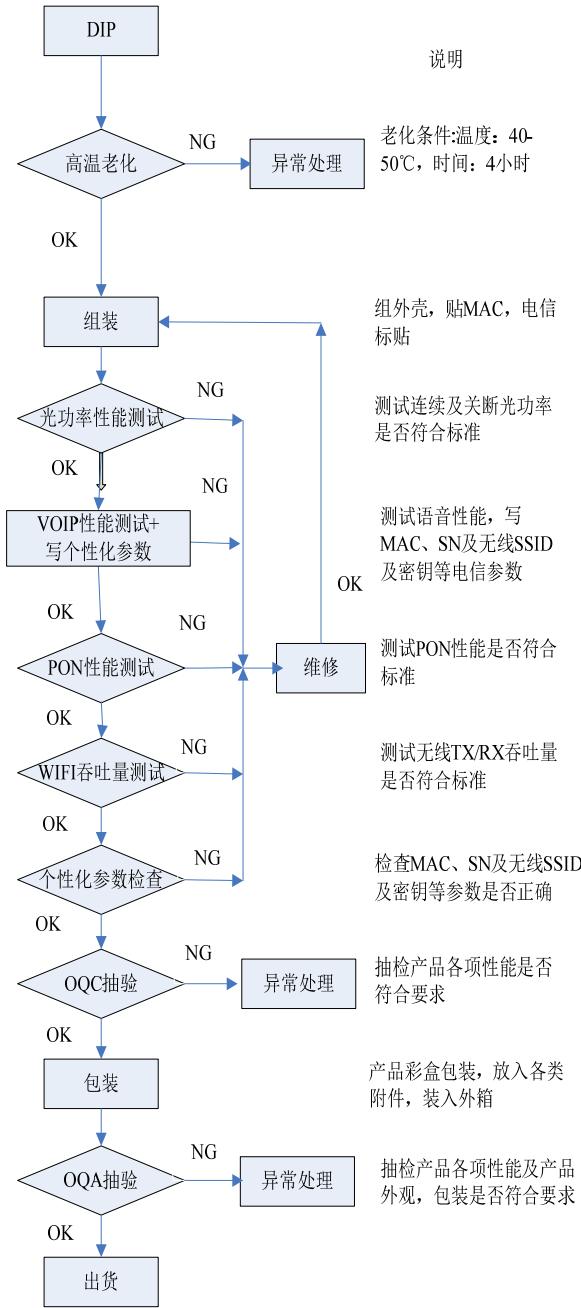 DIP
说明
高温老化
NG
异常处理
老化条件:温度：40-
50℃，时间：4小时
OK
组装
组外壳，贴MAC，电信
标贴
光功率性能测试
NG
测试连续及关断光功率
是否符合标准
OK
NG
VOIP性能测试+
写个性化参数
测试语音性能，写
MAC、SN及无线SSID
及密钥等电信参数
OK
OK
NG
PON性能测试
维修
测试PON性能是否符合
标准
OK
NG
WIFI吞吐量测试
测试无线TX/RX吞吐量
是否符合标准
OK
NG
个性化参数检查
检查MAC、SN及无线SSID
及密钥等参数是否正确
OK
NG
OQC抽验
异常处理
抽检产品各项性能是否
符合要求
OK
包装
产品彩盒包装，放入各类
附件，装入外箱
NG
OQA抽验
异常处理
抽检产品各项性能及产品
外观，包装是否符合要求
OK
出货